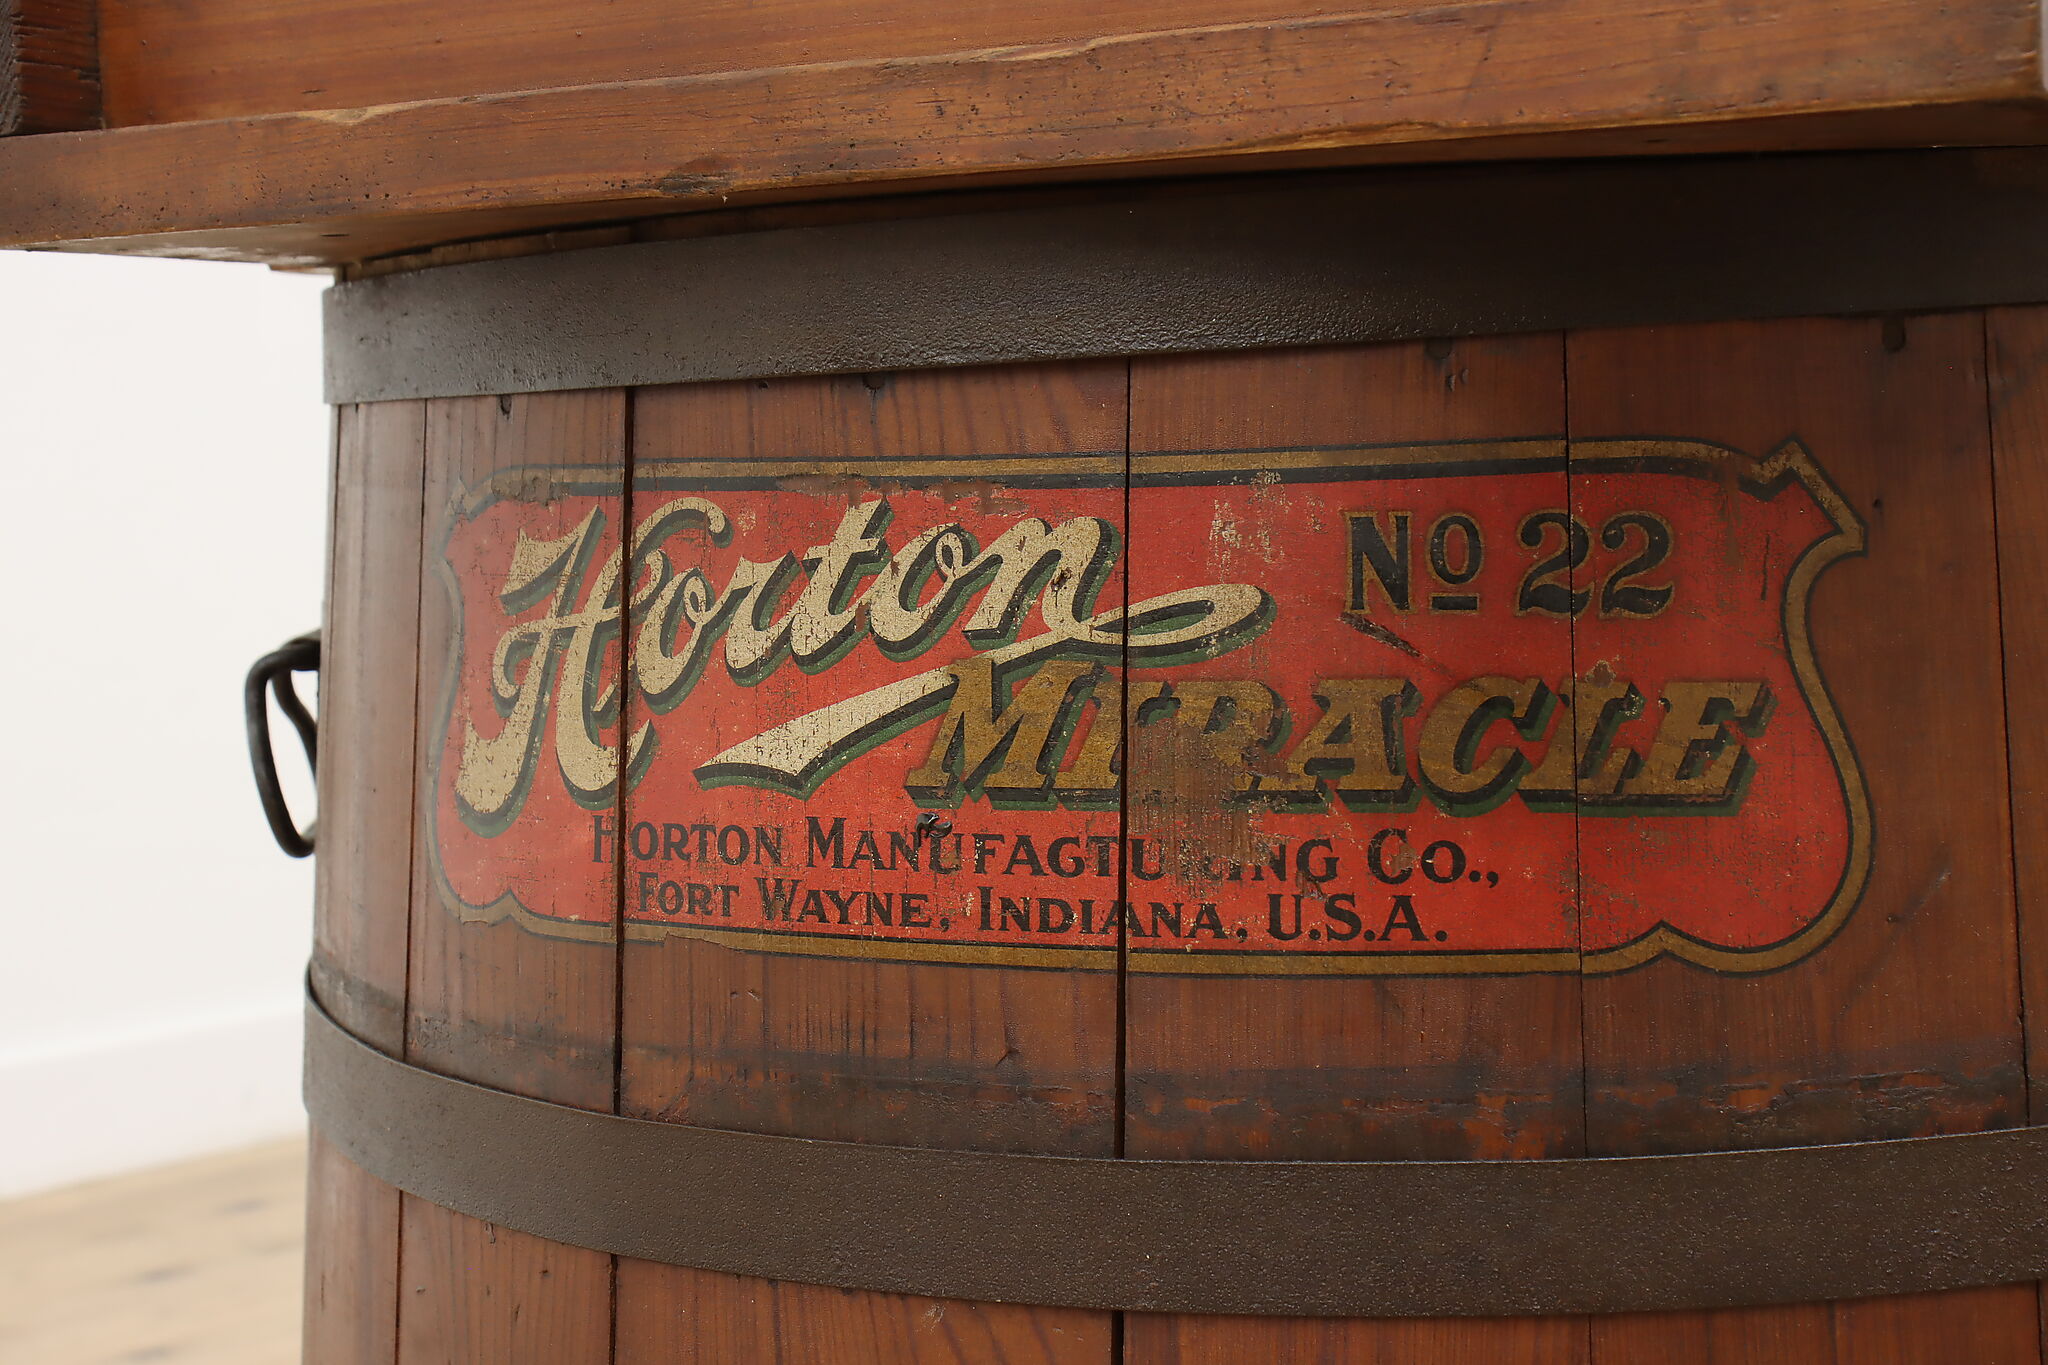 Horton No 22
MIRACLE
HORTON MANUFACTURING CO.,
FORT WAYNE, INDIANA, U.S.A.